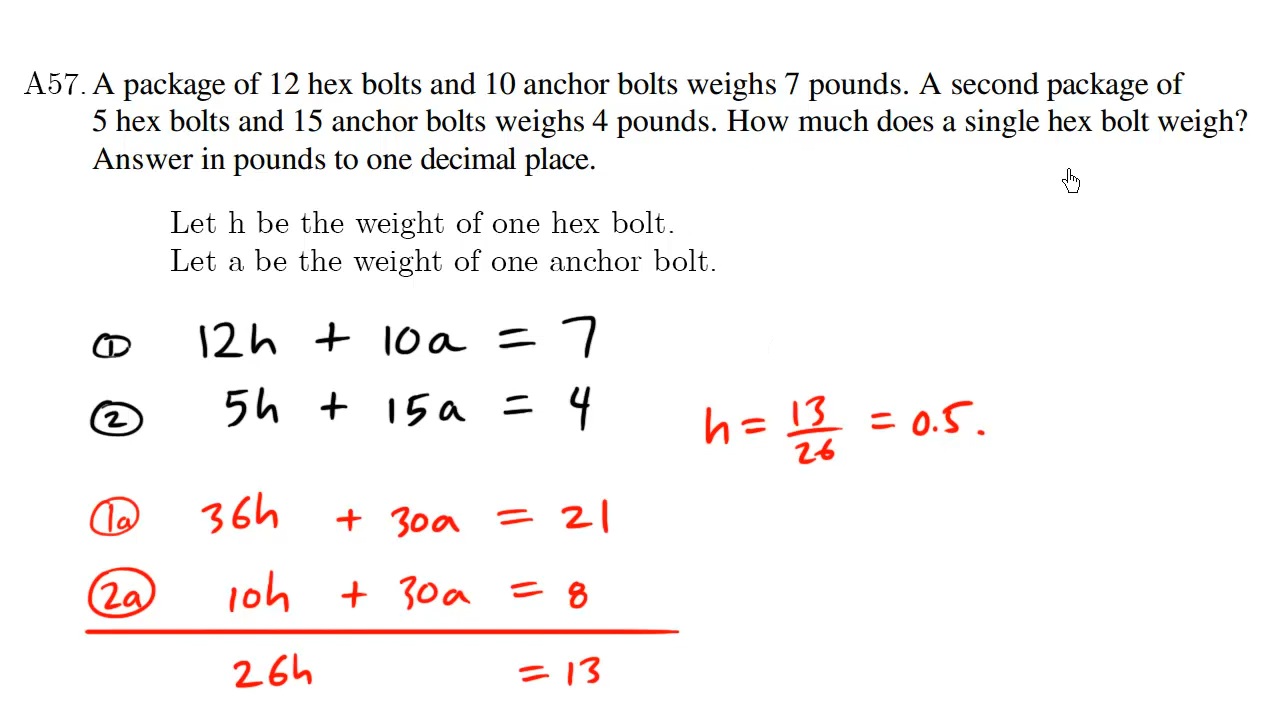 A57. A package of 12 hex bolts and 10 anchor bolts weighs 7 pounds. A second package of
5 hex bolts and 15 anchor bolts weighs 4 pounds. How much does a single hex bolt weigh?
Answer in pounds to one decimal place.
Let h be the weight of one hex bolt.
Let a be the weight of one anchor bolt.
① 12h + 10a = 7
② 5h + 15a = 4
h = 13/26 = 0.5.
1a 36h + 30a = 21
2a 10h + 30a = 8
26h = 13